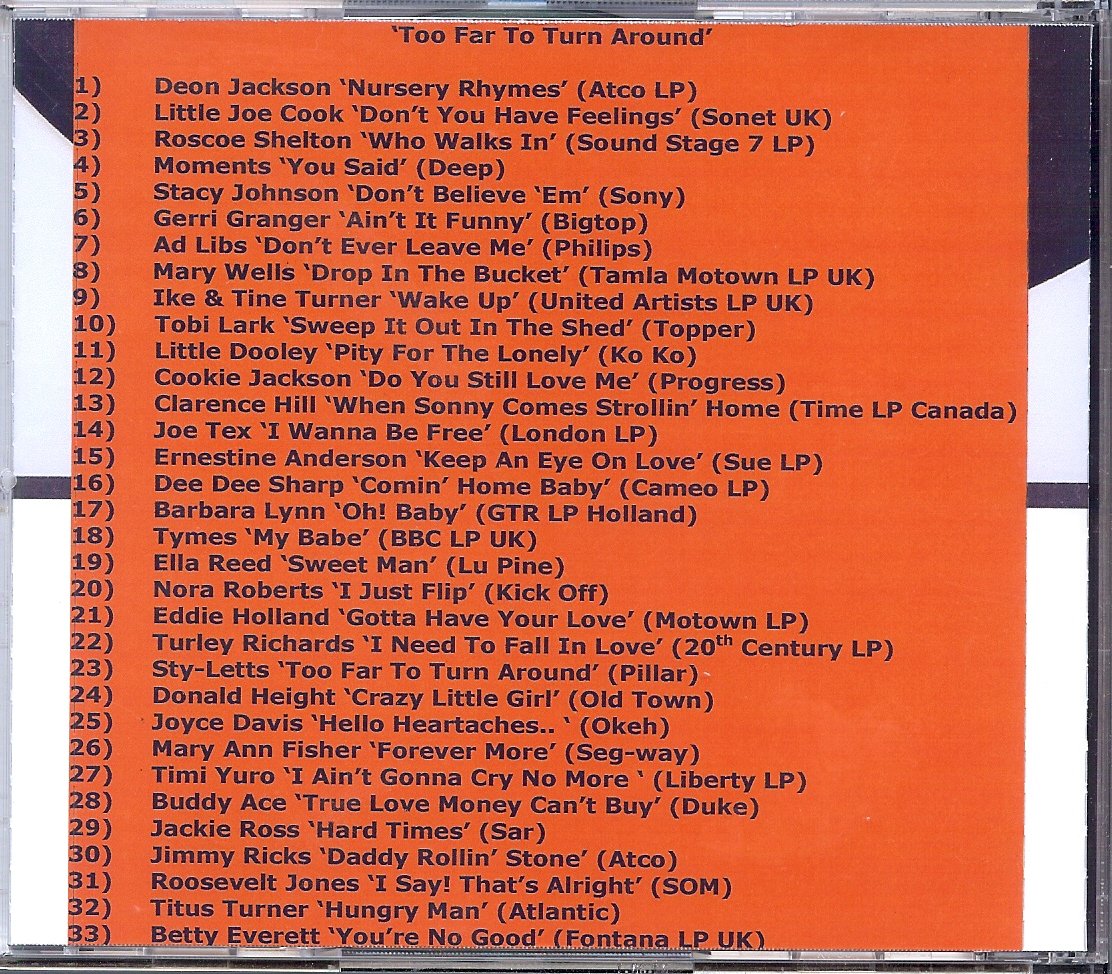 ‘Too Far To Turn Around’
1) Deon Jackson ‘Nursery Rhymes’ (Atco LP)
2) Little Joe Cook ‘Don’t You Have Feelings’ (Sonet UK)
3) Roscoe Shelton ‘Who Walks In’ (Sound Stage 7 LP)
4) Moments ‘You Said’ (Deep)
5) Stacy Johnson ‘Don’t Believe ‘Em’ (Sony)
6) Gerri Granger ‘Ain’t It Funny’ (Bigtop)
7) Ad Libs ‘Don’t Ever Leave Me’ (Philips)
8) Mary Wells ‘Drop In The Bucket’ (Tamla Motown LP UK)
9) Ike & Tine Turner ‘Wake Up’ (United Artists LP UK)
10) Tobi Lark ‘Sweep It Out In The Shed’ (Topper)
11) Little Dooley ‘Pity For The Lonely’ (Ko Ko)
12) Cookie Jackson ‘Do You Still Love Me’ (Progress)
13) Clarence Hill ‘When Sonny Comes Strollin’ Home (Time LP Canada)
14) Joe Tex ‘I Wanna Be Free’ (London LP)
15) Ernestine Anderson ‘Keep An Eye On Love’ (Sue LP)
16) Dee Dee Sharp ‘Comin’ Home Baby’ (Cameo LP)
17) Barbara Lynn ‘Oh! Baby’ (GTR LP Holland)
18) Tymes ‘My Babe’ (BBC LP UK)
19) Ella Reed ‘Sweet Man’ (Lu Pine)
20) Nora Roberts ‘I Just Flip’ (Kick Off)
21) Eddie Holland ‘Gotta Have Your Love’ (Motown LP)
22) Turley Richards ‘I Need To Fall In Love’ (20th Century LP)
23) Sty-Letts ‘Too Far To Turn Around’ (Pillar)
24) Donald Height ‘Crazy Little Girl’ (Old Town)
25) Joyce Davis ‘Hello Heartaches.. ‘ (Okeh)
26) Mary Ann Fisher ‘Forever More’ (Seg-way)
27) Timi Yuro ‘I Ain’t Gonna Cry No More ‘ (Liberty LP)
28) Buddy Ace ‘True Love Money Can’t Buy’ (Duke)
29) Jackie Ross ‘Hard Times’ (Sar)
30) Jimmy Ricks ‘Daddy Rollin’ Stone’ (Atco)
31) Roosevelt Jones ‘I Say! That’s Alright’ (SOM)
32) Titus Turner ‘Hungry Man’ (Atlantic)
33) Betty Everett ‘You’re No Good’ (Fontana LP UK)